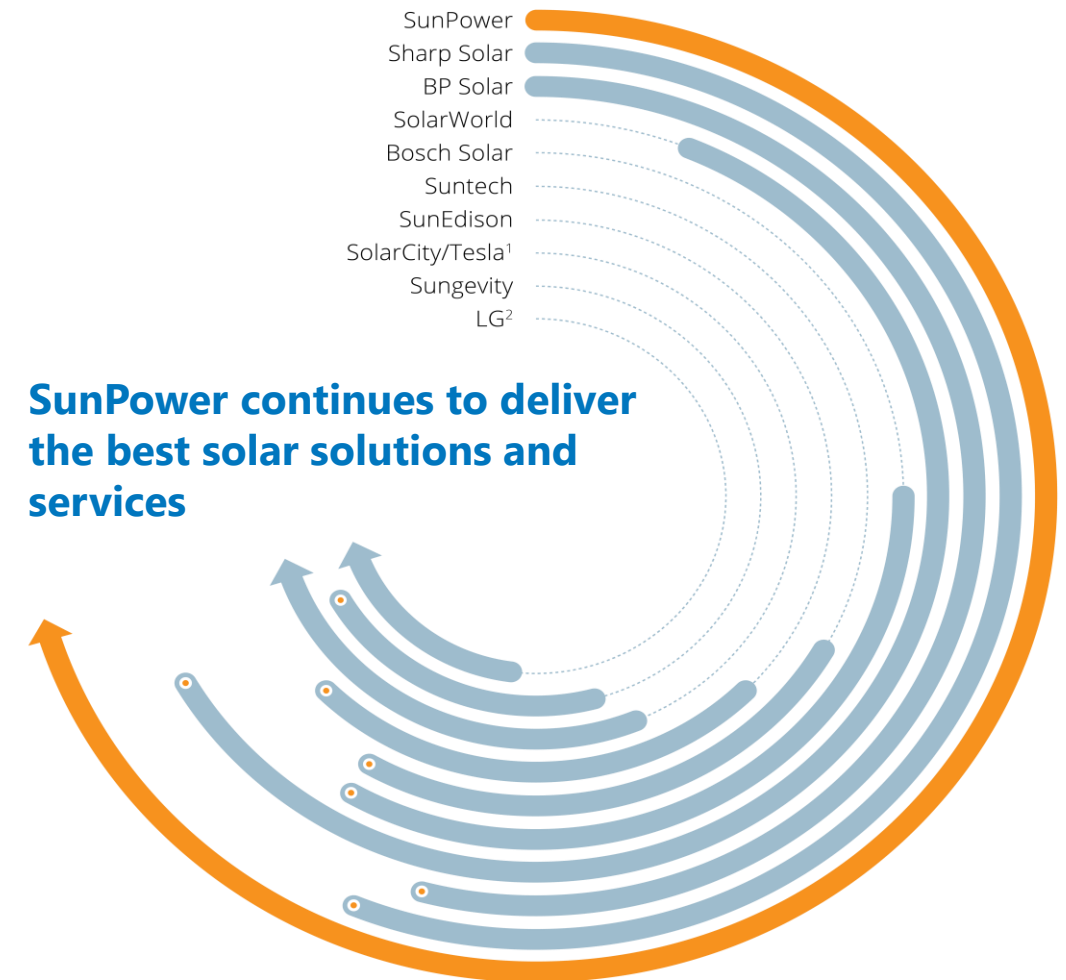 SunPower
Sharp Solar
BP Solar
SolarWorld
Bosch Solar
Suntech
SunEdison
SolarCity/Tesla¹
Sungevity
LG²
SunPower continues to deliver
the best solar solutions and
services